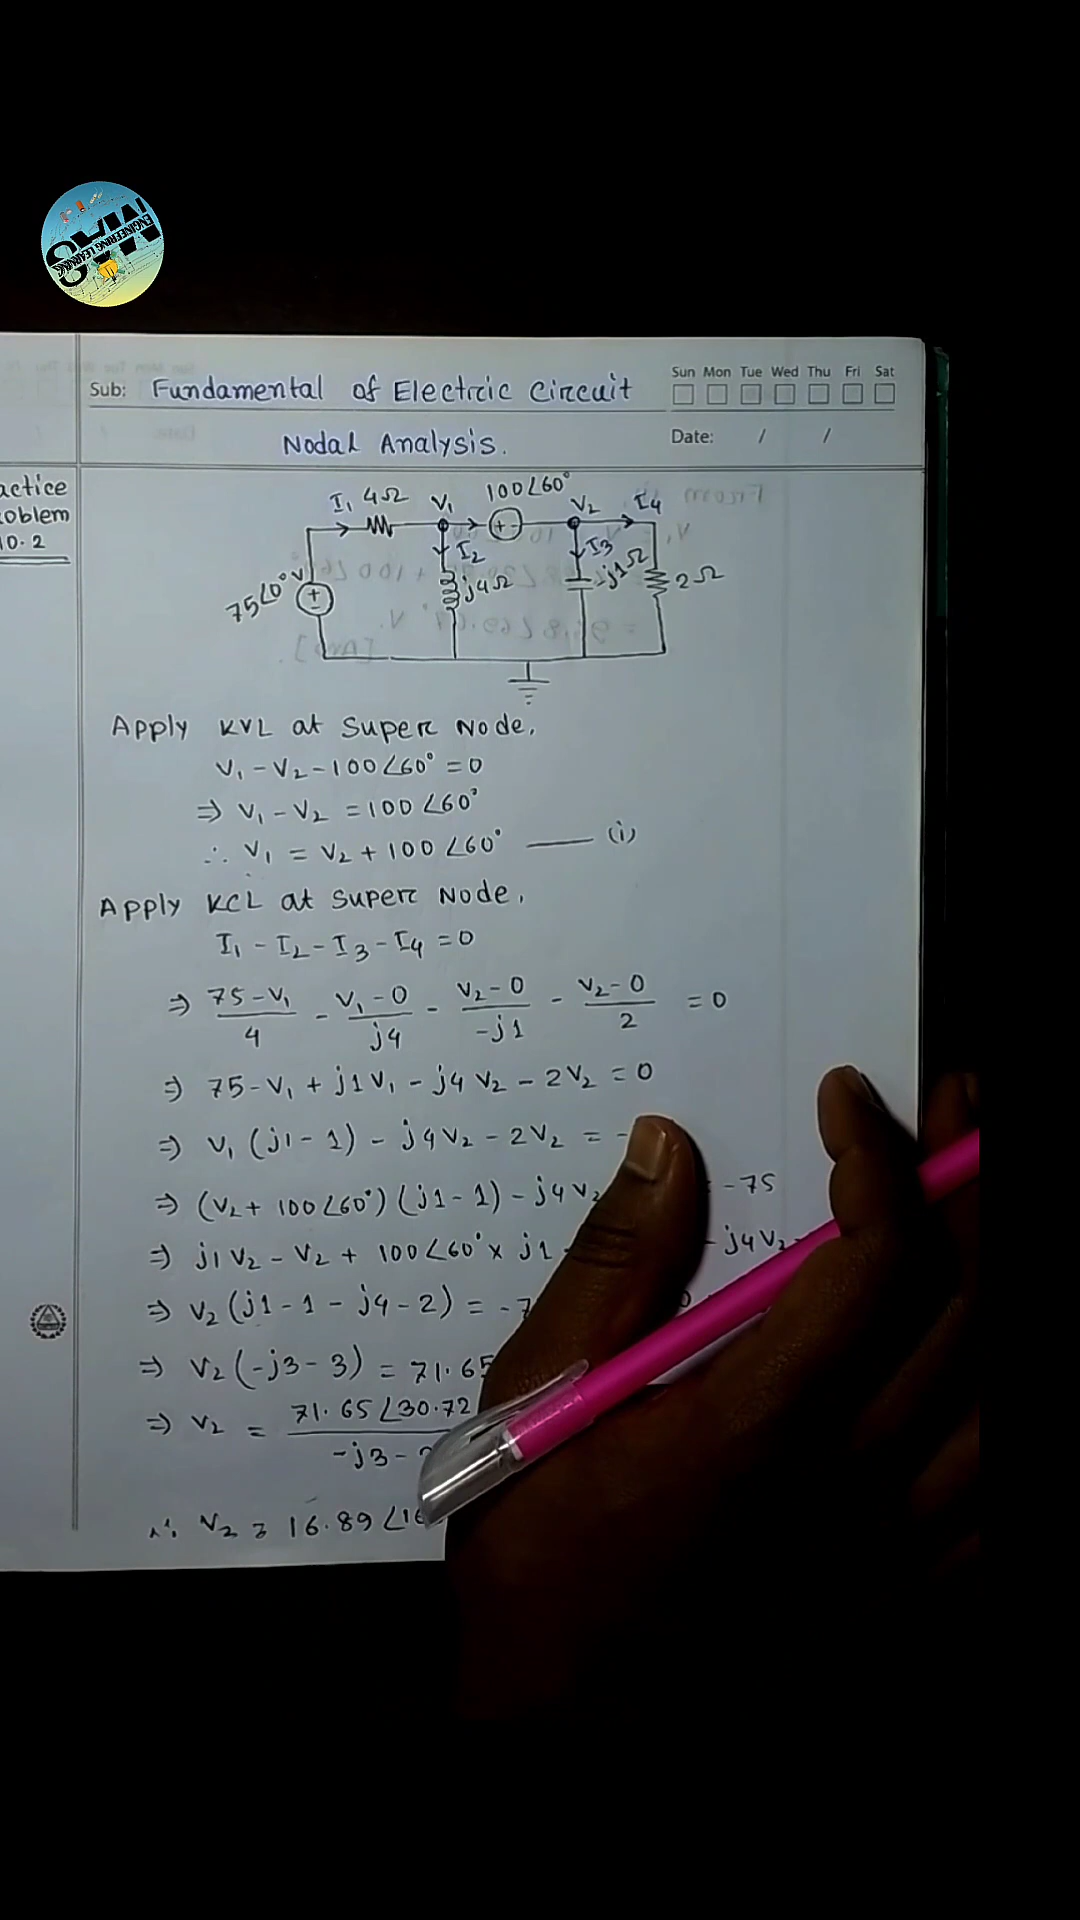 MAS
ENGINEERING LEARNING
Sub: Fundamental of Electric Circuit
Sun Mon Tue Wed Thu Fri Sat
Nodal Analysis.
Date: / /
actice
oblem
10.2
I₁ 4Ω V₁ 100∠60° V₂ I₄
75∠0° V + - I₂ j4Ω + - I₃ -j1Ω 2Ω
Apply KVL at Super Node,
V₁ - V₂ - 100∠60° = 0
⇒ V₁ - V₂ = 100∠60°
∴ V₁ = V₂ + 100∠60° —— (i)
Apply KCL at Super Node,
I₁ - I₂ - I₃ - I₄ = 0
⇒ 75-V₁/4 - V₁-0/j4 - V₂-0/-j1 - V₂-0/2 = 0
⇒ 75 - V₁ + j1V₁ - j4V₂ - 2V₂ = 0
⇒ V₁ (j1 - 1) - j4V₂ - 2V₂ = -
⇒ (V₂ + 100∠60°) (j1 - 1) - j4V₂ = -75
⇒ j1V₂ - V₂ + 100∠60° × j1 - j4V₂
⇒ V₂ (j1 - 1 - j4 - 2) = -7
⇒ V₂ (-j3 - 3) = 71.65
⇒ V₂ = 71.65∠30.72 / -j3 -
∴ V₂ = 16.89∠16